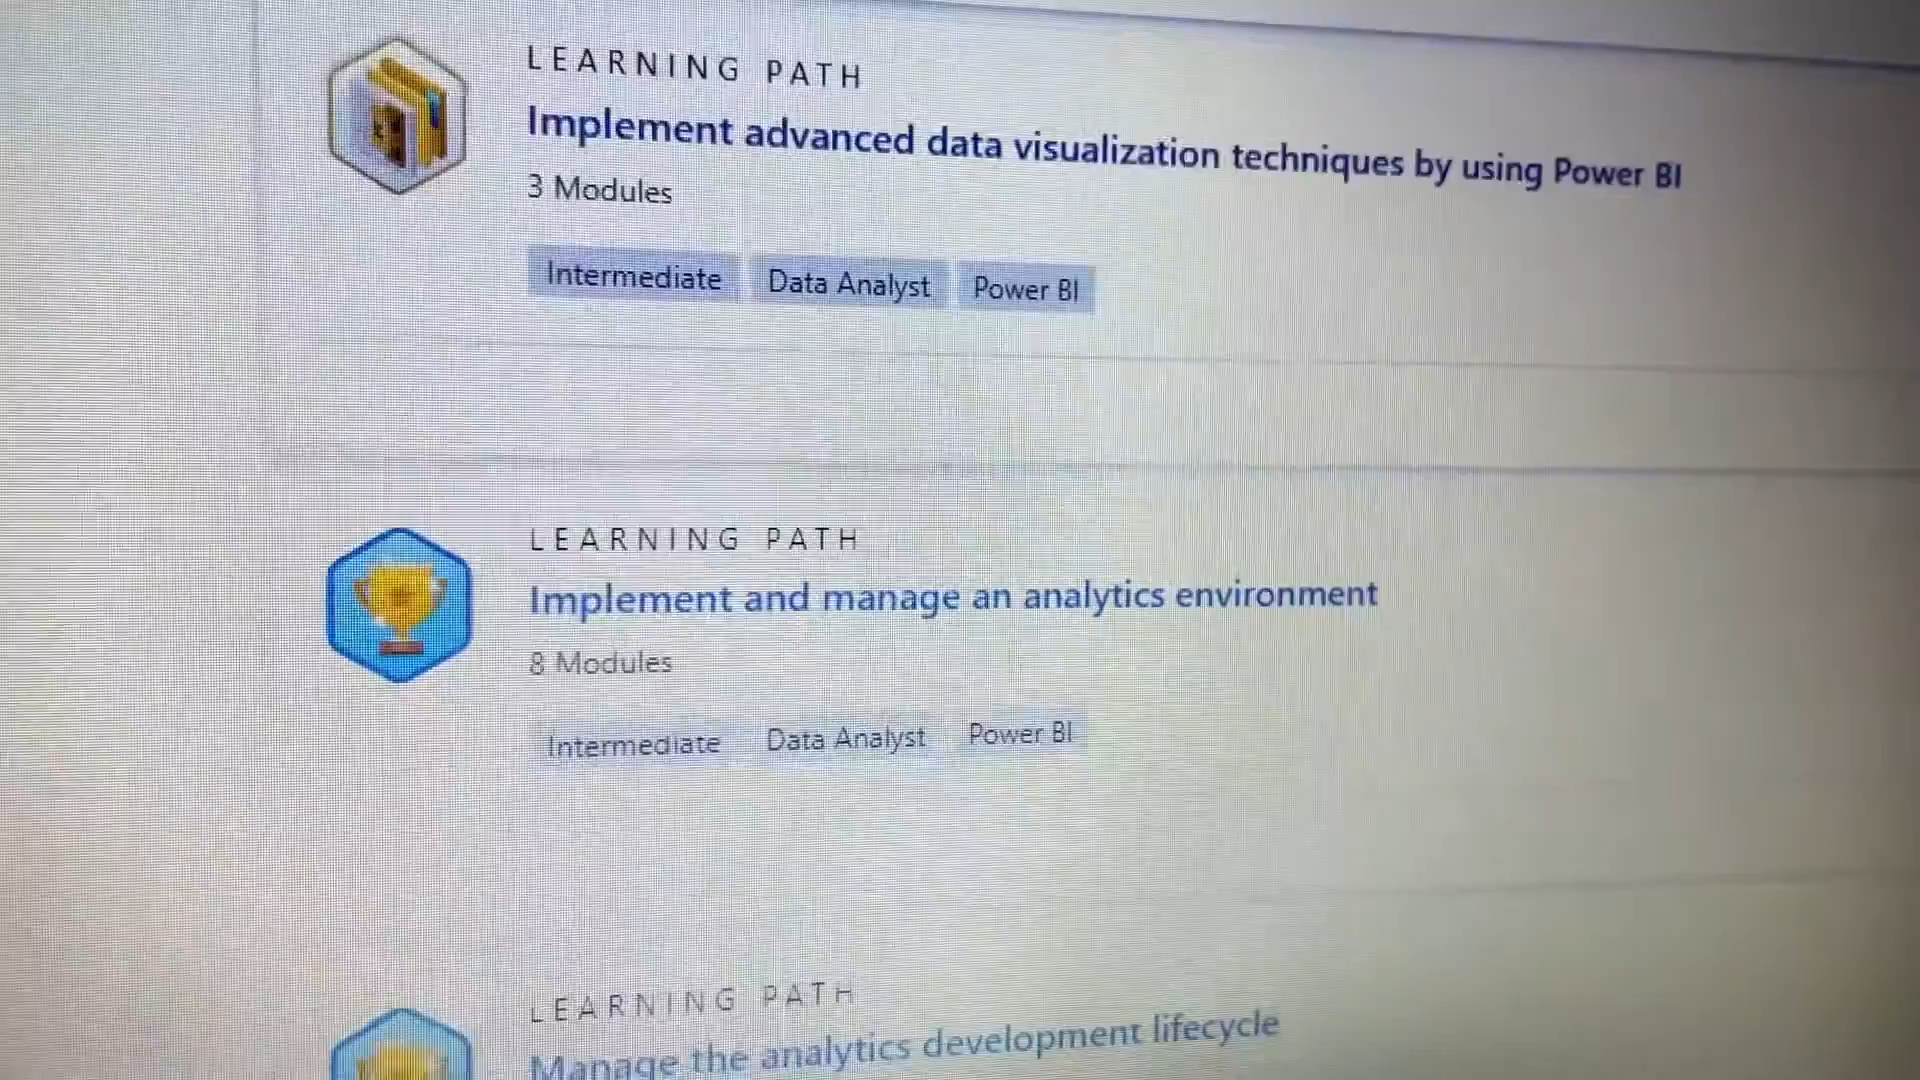 LEARNING PATH
Implement advanced data visualization techniques by using Power BI
3 Modules
Intermediate Data Analyst Power BI
LEARNING PATH
Implement and manage an analytics environment
8 Modules
Intermediate Data Analyst Power BI
LEARNING PATH
Manage the analytics development lifecycle